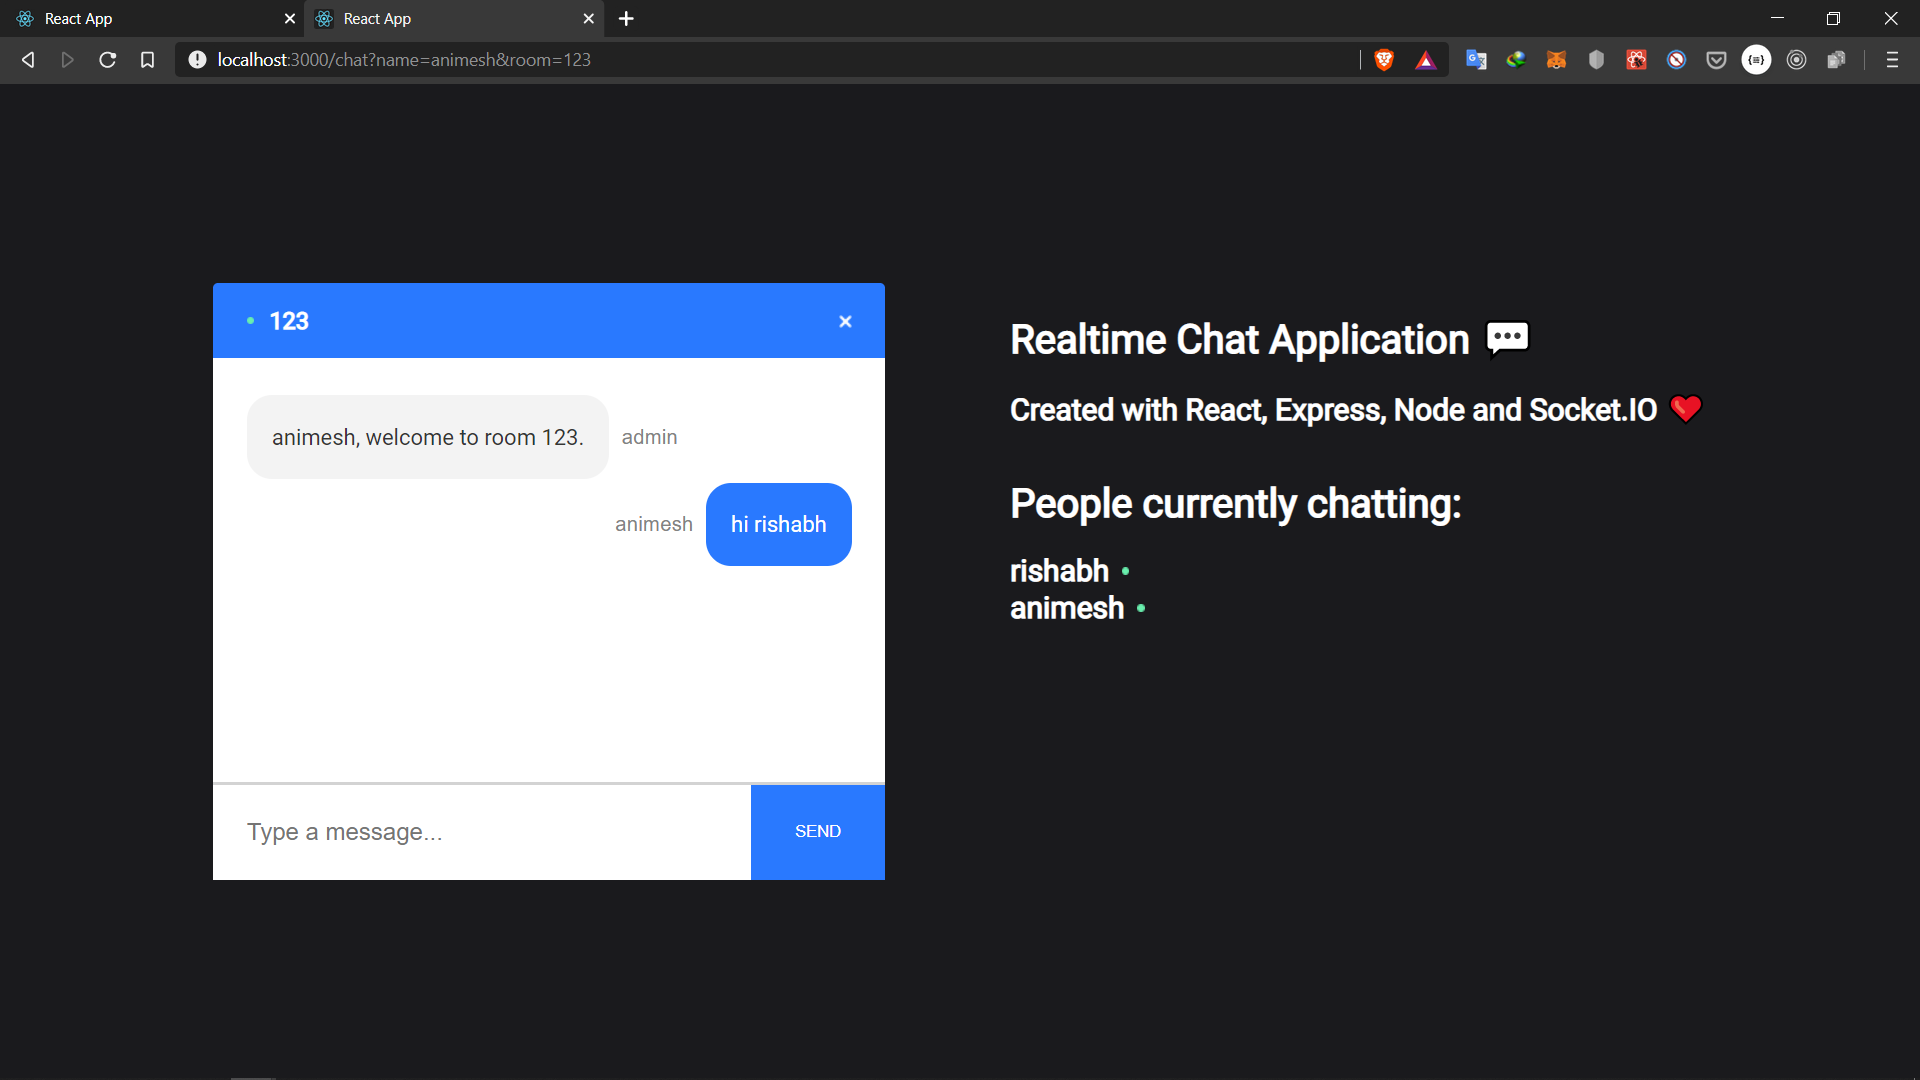 React App
React App
localhost:3000/chat?name=animesh&room=123
123
animesh, welcome to room 123. admin
animesh hi rishabh
Type a message...
SEND
Realtime Chat Application 💬
Created with React, Express, Node and Socket.IO ❤️
People currently chatting:
rishabh
animesh